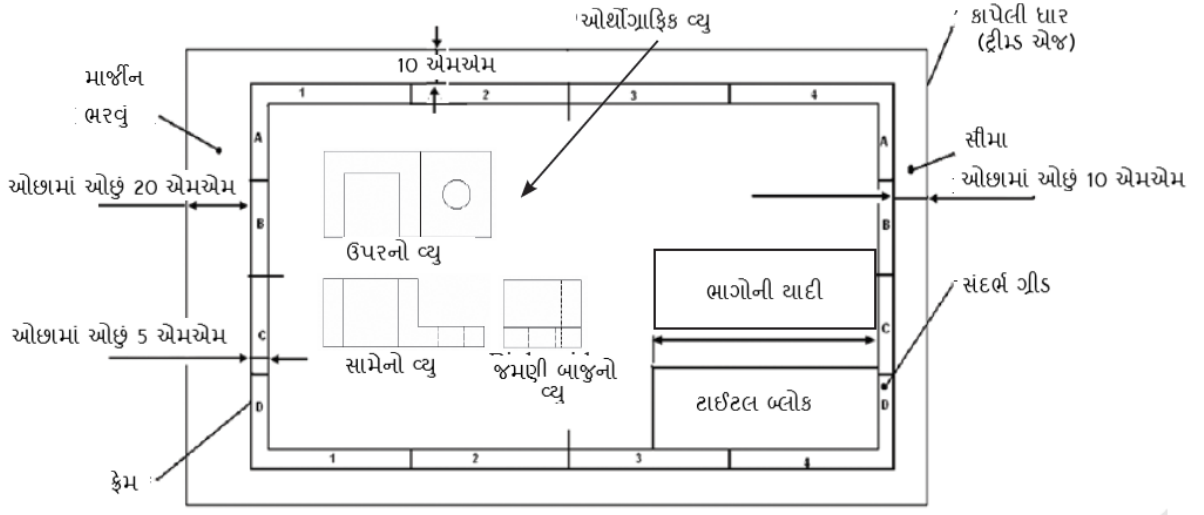 ઓર્થોગ્રાફિક વ્યુ
કાપેલી ધાર
(ટ્રીમ્ડ એજ)
10 એમએમ
માર્જીન
ભરવું
1 2 3 4
A A
સીમા
ઓછામાં ઓછું 20 એમએમ
ઓછામાં ઓછું 10 એમએમ
B B
ઉપરનો વ્યુ
ભાગોની યાદી
સંદર્ભ ગ્રીડ
ઓછામાં ઓછું 5 એમએમ
C C
સામેનો વ્યુ
જમણી બાજુનો
વ્યુ
ટાઈટલ બ્લોક
D D
1 2 3 4
ફ્રેમ